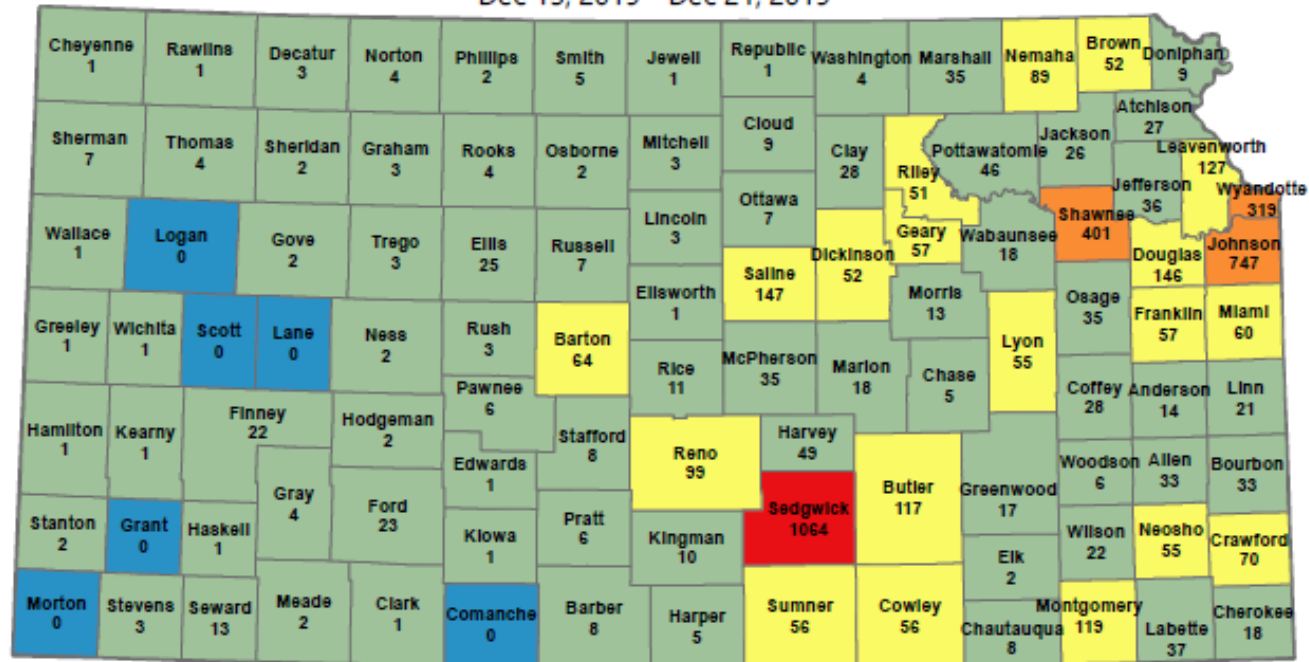 Dec 15, 2019 - Dec 21, 2019
Cheyenne
1
Rawlins
1
Decatur
3
Norton
4
Phillips
2
Smith
5
Jewell
1
Republic
1
Washington
4
Marshall
35
Nemaha
89
Brown
52
Doniphan
9
Sherman
7
Thomas
4
Sheridan
2
Graham
3
Rooks
4
Osborne
2
Mitchell
3
Cloud
9
Clay
28
Riley
51
Pottawatomie
46
Jackson
26
Atchison
27
Leavenworth
127
Jefferson
36
Wyandotte
319
Ottawa
7
Lincoln
3
Wallace
1
Logan
0
Gove
2
Trego
3
Ellis
25
Russell
7
Saline
147
Dickinson
52
Geary
57
Wabaunsee
18
Shawnee
401
Douglas
146
Johnson
747
Ellsworth
1
Morris
13
Osage
35
Franklin
57
Miami
60
Greeley
1
Wichita
1
Scott
0
Lane
0
Ness
2
Rush
3
Barton
64
Rice
11
McPherson
35
Marion
18
Chase
5
Lyon
55
Coffey
28
Anderson
14
Linn
21
Pawnee
6
Hamilton
1
Kearny
1
Finney
22
Hodgeman
2
Stafford
8
Edwards
1
Reno
99
Harvey
49
Butler
117
Greenwood
17
Woodson
6
Allen
33
Bourbon
33
Gray
4
Ford
23
Sedgwick
1064
Stanton
2
Grant
0
Haskell
1
Kiowa
1
Pratt
6
Kingman
10
Elk
2
Wilson
22
Neosho
55
Crawford
70
Morton
0
Stevens
3
Seward
13
Meade
2
Clark
1
Comanche
0
Barber
8
Harper
5
Sumner
56
Cowley
56
Chautauqua
8
Montgomery
119
Labette
37
Cherokee
18